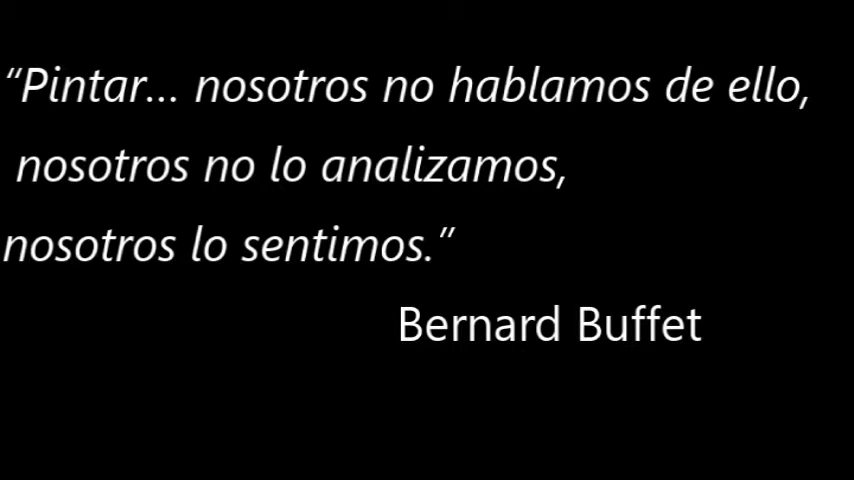 “Pintar... nosotros no hablamos de ello,
nosotros no lo analizamos,
nosotros lo sentimos.”
Bernard Buffet